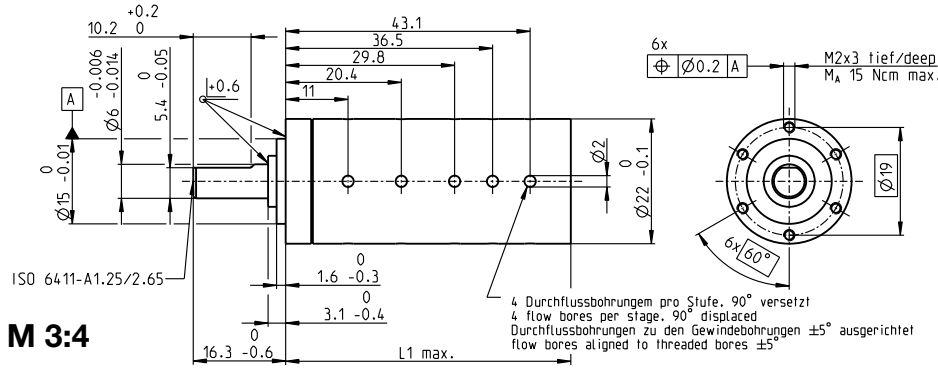 +0.2
10.2 0
43.1
36.5
29.8
20.4
11
+0.6
A
Ø6 -0.006 -0.014
5.4 0 -0.05
Ø15 0 -0.01
Ø2
Ø22 0 -0.1
6x
⌖ Ø0.2 A
M2x3 tief/deep
MA 15 Ncm max.
Ø19
6x 60°
ISO 6411-A1.25/2.65
0
1.6 -0.3
0
3.1 -0.4
0
16.3 -0.6
L1 max.
4 Durchflussbohrungem pro Stufe, 90° versetzt
4 flow bores per stage, 90° displaced
Durchflussbohrungen zu den Gewindebohrungen ±5° ausgerichtet
flow bores aligned to threaded bores ±5°
M 3:4